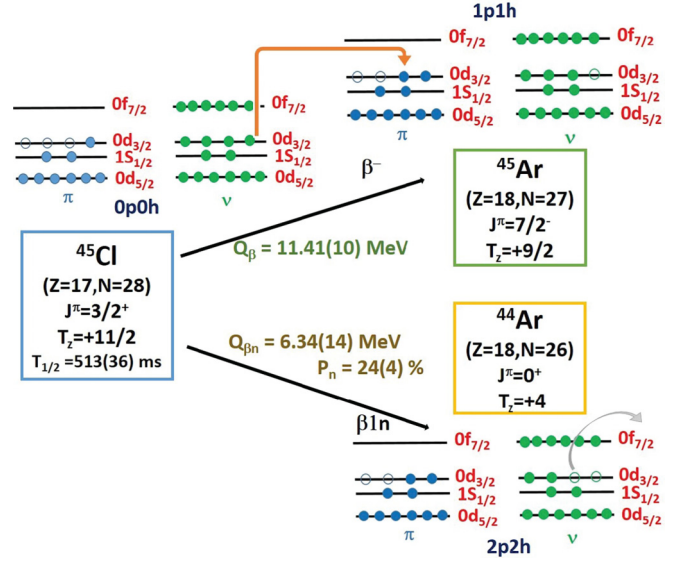 1p1h
0f7/2 0f7/2
0d3/2 0d3/2
1S1/2 1S1/2
0d5/2 0d5/2
π ν
0f7/2 0f7/2
0d3/2 0d3/2
1S1/2 1S1/2
0d5/2 0d5/2
π ν
0p0h
β⁻
⁴⁵Ar
(Z=18,N=27)
Jπ=7/2⁻
Tz=+9/2
Qβ = 11.41(10) MeV
⁴⁵Cl
(Z=17,N=28)
Jπ=3/2⁺
Tz=+11/2
T1/2 =513(36) ms
Qβn = 6.34(14) MeV
Pn = 24(4) %
⁴⁴Ar
(Z=18,N=26)
Jπ=0⁺
Tz=+4
β1n
0f7/2 0f7/2
0d3/2 0d3/2
1S1/2 1S1/2
0d5/2 0d5/2
π ν
2p2h